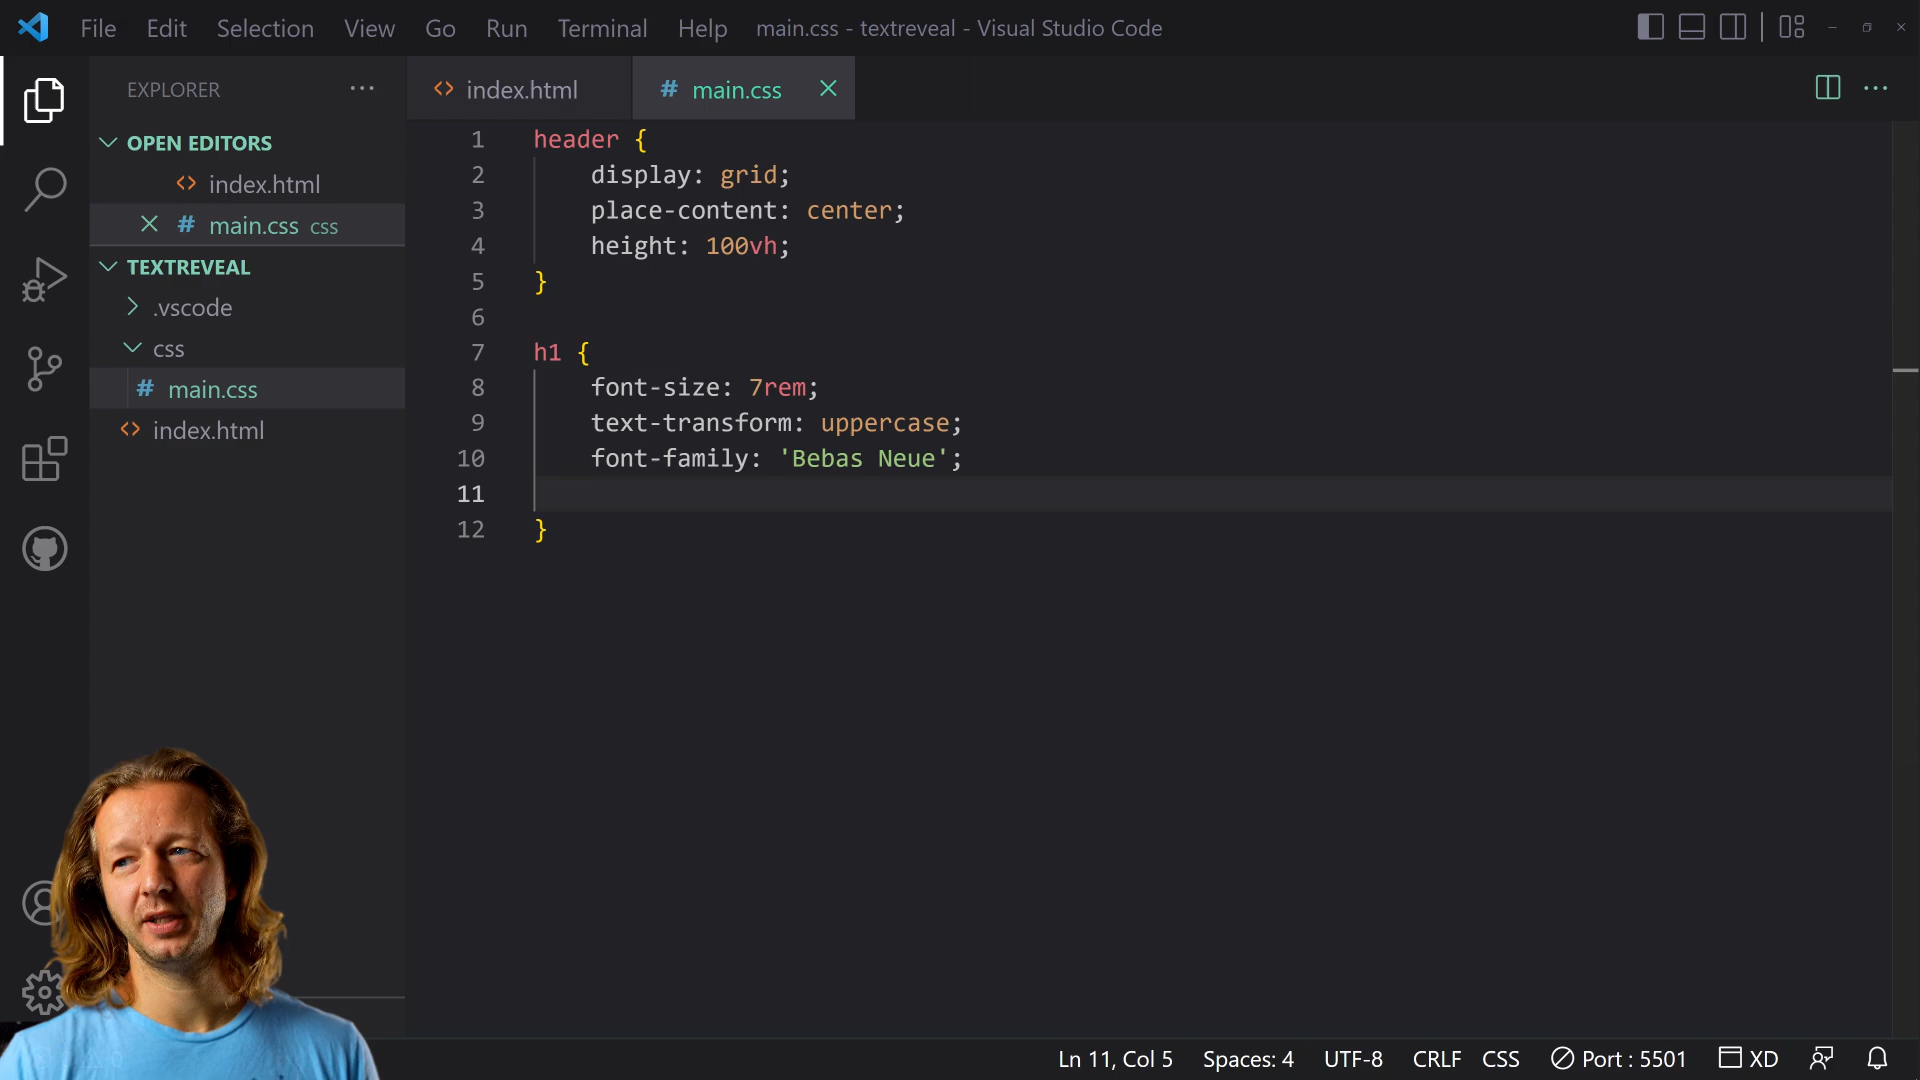 File Edit Selection View Go Run Terminal Help main.css - textreveal - Visual Studio Code
EXPLORER
OPEN EDITORS
index.html
main.css css
TEXTREVEAL
.vscode
css
# main.css
index.html
index.html
# main.css
1 header {
2 display: grid;
3 place-content: center;
4 height: 100vh;
5 }
6
7 h1 {
8 font-size: 7rem;
9 text-transform: uppercase;
10 font-family: 'Bebas Neue';
11
12 }
Ln 11, Col 5 Spaces: 4 UTF-8 CRLF CSS Port : 5501 XD